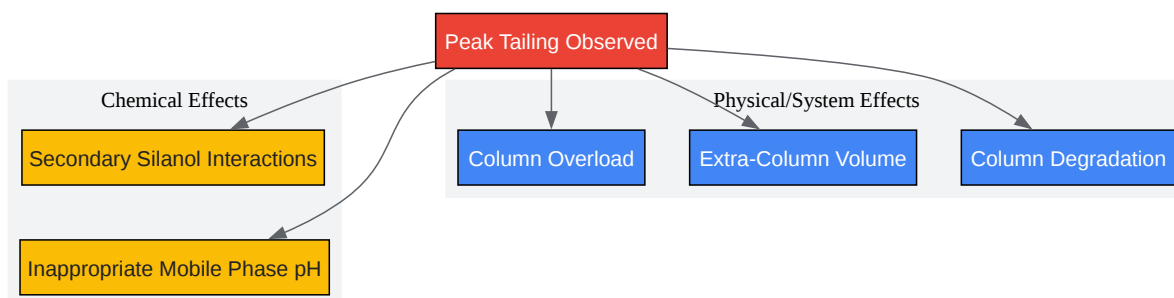 Peak Tailing Observed
Chemical Effects
Physical/System Effects
Secondary Silanol Interactions
Column Overload
Extra-Column Volume
Column Degradation
Inappropriate Mobile Phase pH